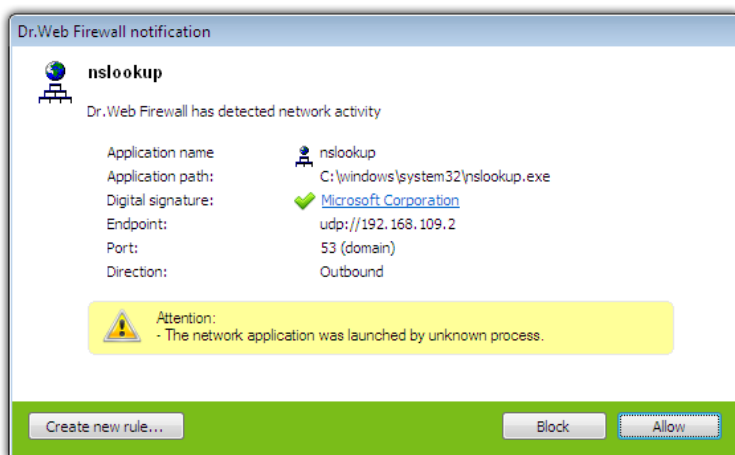 Dr.Web Firewall notification
nslookup
Dr.Web Firewall has detected network activity
Application name nslookup
Application path: C:\windows\system32\nslookup.exe
Digital signature: Microsoft Corporation
Endpoint: udp://192.168.109.2
Port: 53 (domain)
Direction: Outbound
Attention:
- The network application was launched by unknown process.
Create new rule... Block Allow